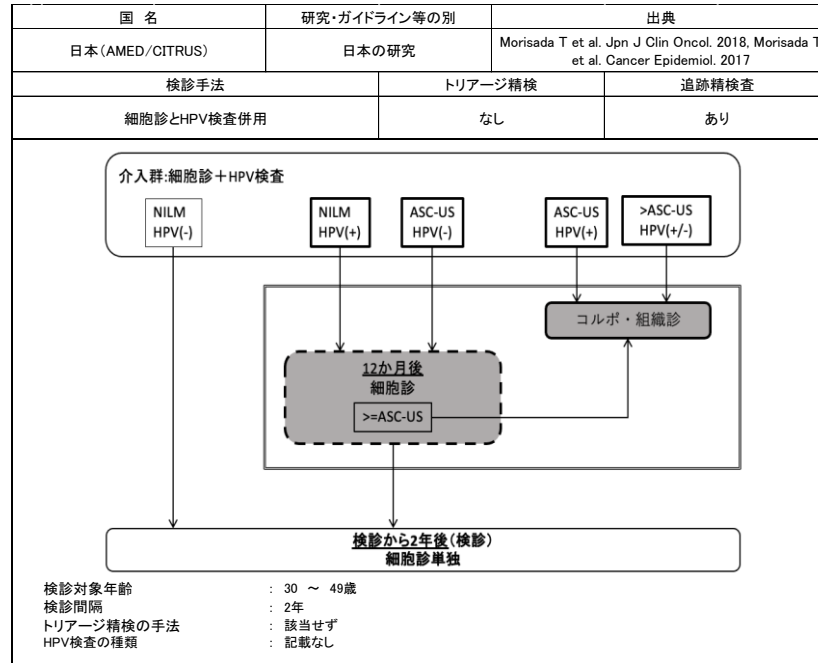 国 名 研究・ガイドライン等の別 出典
日本(AMED/CITRUS) 日本の研究 Morisada T et al. Jpn J Clin Oncol. 2018, Morisada T
et al. Cancer Epidemiol. 2017
検診手法 トリアージ精検 追跡精検査
細胞診とHPV検査併用 なし あり
介入群:細胞診＋HPV検査
NILM NILM ASC-US ASC-US >ASC-US
HPV(-) HPV(+) HPV(-) HPV(+) HPV(+/-)
コルポ・組織診
12か月後
細胞診
>=ASC-US
検診から2年後(検診)
細胞診単独
検診対象年齢 : 30 ～ 49歳
検診間隔 : 2年
トリアージ精検の手法 : 該当せず
HPV検査の種類 : 記載なし